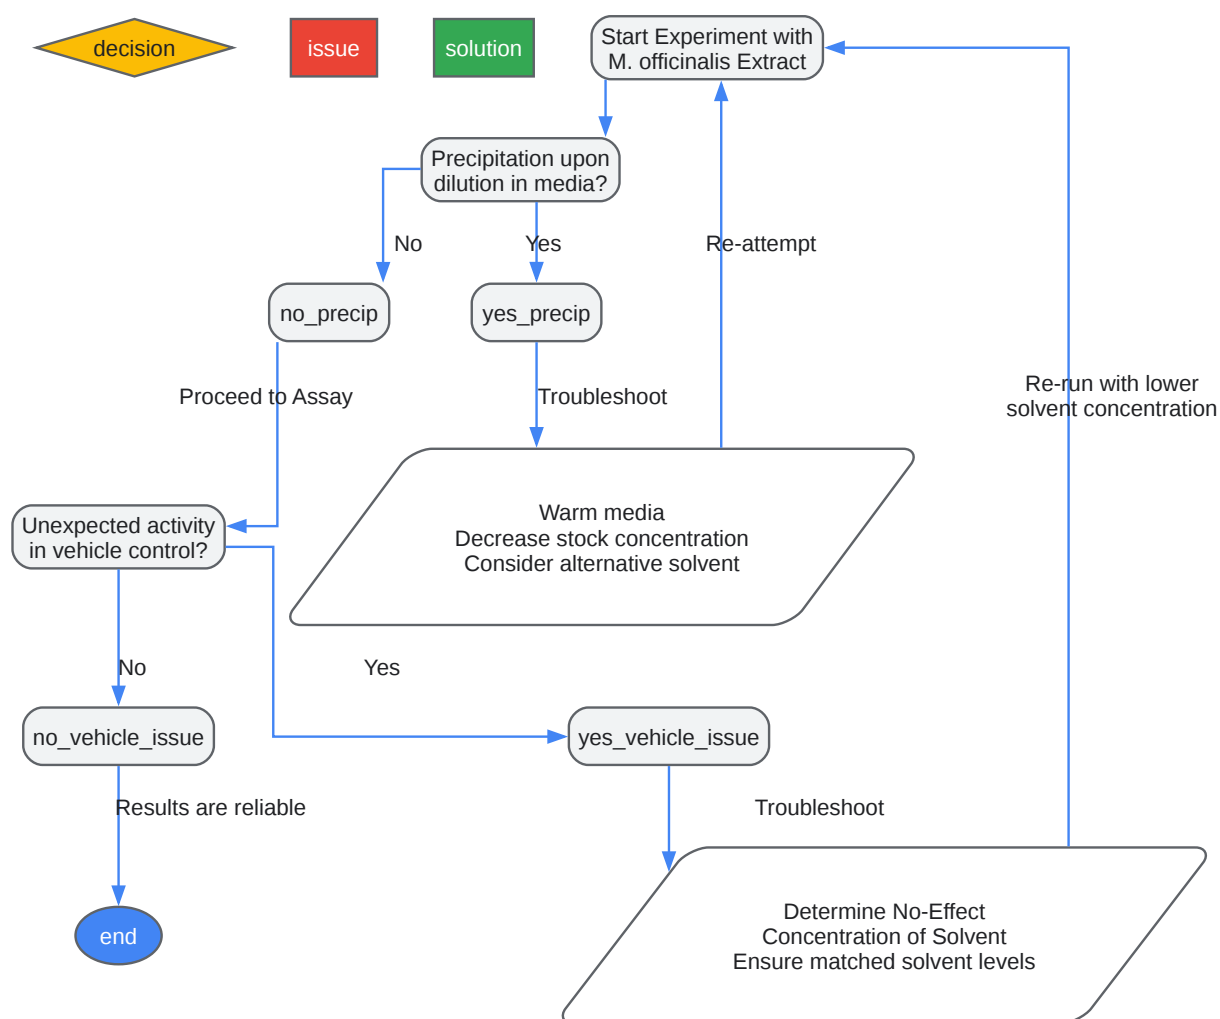 decision
issue
solution
Start Experiment with
M. officinalis Extract
Precipitation upon
dilution in media?
No
Yes
Re-attempt
no_precip
yes_precip
Proceed to Assay
Troubleshoot
Re-run with lower
solvent concentration
Warm media
Decrease stock concentration
Consider alternative solvent
Unexpected activity
in vehicle control?
No
Yes
no_vehicle_issue
yes_vehicle_issue
Results are reliable
Troubleshoot
end
Determine No-Effect
Concentration of Solvent
Ensure matched solvent levels